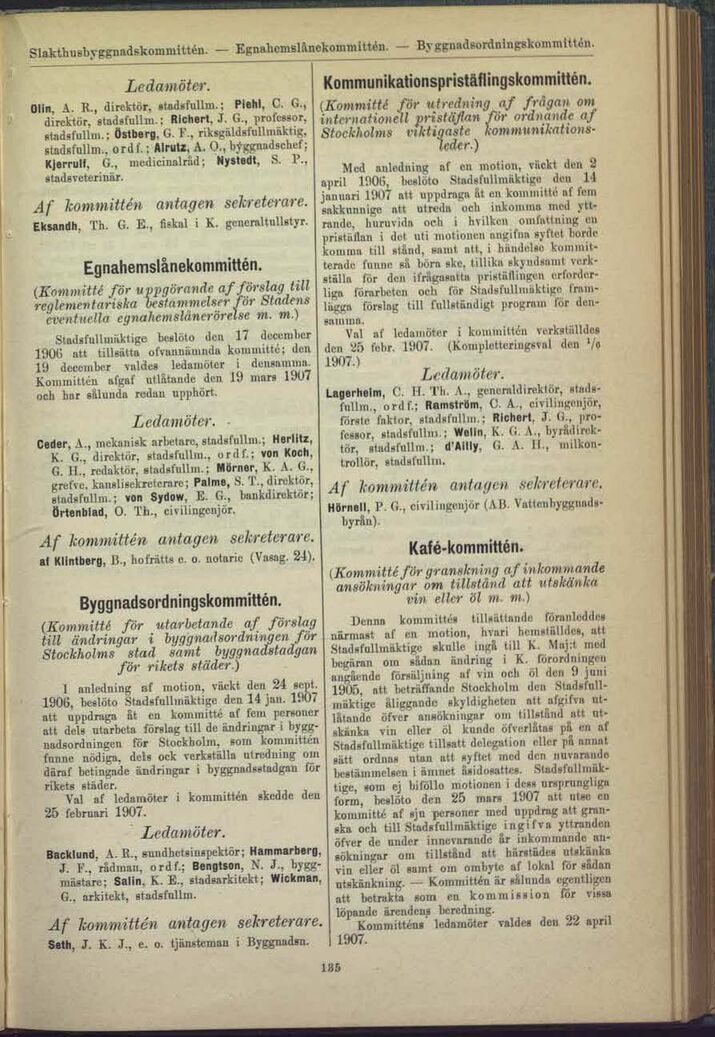 Slakthusbyggnadskommittén. — Egnahemslånekommittén. — Byggnadsordningskommittén.
Ledamöter.
Olin, A. R., direktör, stadsfullm.; Piehl, C. G.,
direktör, stadsfullm.; Richert, J. G., professor,
stadsfullm.; Östberg, G. F., riksgäldsfullmäktig,
stadsfullm., ordf.; Alrutz, A. O., byggnadschef;
Kjerrulf, G., medicinalråd; Nystedt, S. P.,
stadsveterinär.
Af kommittén antagen sekreterare.
Eksandh, Th. G. E., fiskal i K. generaltullstyr.
Egnahemslånekommittén.
(Kommitté för uppgörande af förslag till
reglementariska bestämmelser för Stadens
eventuella egnahemslånerörelse m. m.)
Stadsfullmäktige beslöto den 17 december
1906 att tillsätta ofvannämnda kommitté; den
19 december valdes ledamöter i densamma.
Kommittén afgaf utlåtande den 19 mars 1907
och har sålunda redan upphört.
Ledamöter.
Ceder, A., mekanisk arbetare, stadsfullm.; Herlitz,
K. G., direktör, stadsfullm., ordf.; von Koch,
G. H., redaktör, stadsfullm.; Mörner, K. A. G.,
grefve, kanslisekreterare; Palme, S. T., direktör,
stadsfullm.; von Sydow, E. G., bankdirektör;
Örtenblad, O. Th., civilingenjör.
Af kommittén antagen sekreterare.
af Klintberg, B., hofrätts e. o. notarie (Vasag. 24).
Byggnadsordningskommittén.
(Kommitté för utarbetande af förslag
till ändringar i byggnadsordningen för
Stockholms stad samt byggnadstadgan
för rikets städer.)
I anledning af motion, väckt den 24 sept.
1906, beslöto Stadsfullmäktige den 14 jan. 1907
att uppdraga åt en kommitté af fem personer
att dels utarbeta förslag till de ändringar i bygg-
nadsordningen för Stockholm, som kommittén
funne nödiga, dels ock verkställa utredning om
däraf betingade ändringar i byggnadsstadgan för
rikets städer.
Val af ledamöter i kommittén skedde den
25 februari 1907.
Ledamöter.
Backlund, A. R., sundhetsinspektör; Hammarberg,
J. F., rådman, ordf.; Bengtson, N. J., bygg-
mästare; Salin, K. E., stadsarkitekt; Wickman,
G., arkitekt, stadsfullm.
Af kommittén antagen sekreterare.
Seth, J. K. J., e. o. tjänsteman i Byggnadsn.
Kommunikationspristäflingskommittén.
(Kommitté för utredning af frågan om
internationell pristäflan för ordnande af
Stockholms viktigaste kommunikations-
leder.)
Med anledning af en motion, väckt den 2
april 1906, beslöto Stadsfullmäktige den 14
januari 1907 att uppdraga åt en kommitté af fem
sakkunnige att utreda och inkomma med ytt-
rande, huruvida och i hvilken omfattning en
pristäflan i det uti motionen angifna syftet borde
komma till stånd, samt att, i händelse kommit-
terade funne så böra ske, tillika skyndsamt verk-
ställa för den ifrågasatta pristäflingen erforder-
liga förarbeten och för Stadsfullmäktige fram-
lägga förslag till fullständigt program för den-
samma.
Val af ledamöter i kommittén verkställdes
den 25 febr. 1907. (Kompletteringsval den 1/6
1907.)
Ledamöter.
Lagerheim, C. H. Th. A., generaldirektör, stads-
fullm., ordf.; Ramström, C. A., civilingenjör,
förste faktor, stadsfullm.; Richert, J. G., pro-
fessor, stadsfullm.; Welin, K. G. A., byrådirek-
tör, stadsfullm.; d'Ailly, G. A. H., milkon-
trollör, stadsfullm.
Af kommittén antagen sekreterare.
Hörnell, P. G., civilingenjör (AB. Vattenbyggnads-
byrån).
Kafé-kommittén.
(Kommitté för granskning af inkommande
ansökningar om tillstånd att utskänka
vin eller öl m. m.)
Denna kommittés tillsättande föranleddes
närmast af en motion, hvari hemställdes, att
Stadsfullmäktige skulle ingå till K. Maj:t med
begäran om sådan ändring i K. förordningen
angående försäljning af vin och öl den 9 juni
1905, att beträffande Stockholm den Stadsfull-
mäktige åliggande skyldigheten att afgifva ut-
låtande öfver ansökningar om tillstånd att ut-
skänka vin eller öl kunde öfverlåtas på en af
Stadsfullmäktige tillsatt delegation eller på annat
sätt ordnas utan att syftet med den nuvarande
bestämmelsen i ämnet åsidosattes. Stadsfullmäk-
tige, som ej biföllo motionen i dess ursprungliga
form, beslöto den 25 mars 1907 att utse en
kommitté af sju personer med uppdrag att gran-
ska och till Stadsfullmäktige ingifva yttranden
öfver de under innevarande år inkommande an-
sökningar om tillstånd att härstädes utskänka
vin eller öl samt om ombyte af lokal för sådan
utskänkning. — Kommittén är sålunda egentligen
att betrakta som en kommission för vissa
löpande ärendens beredning.
Kommitténs ledamöter valdes den 22 april
1907.
135